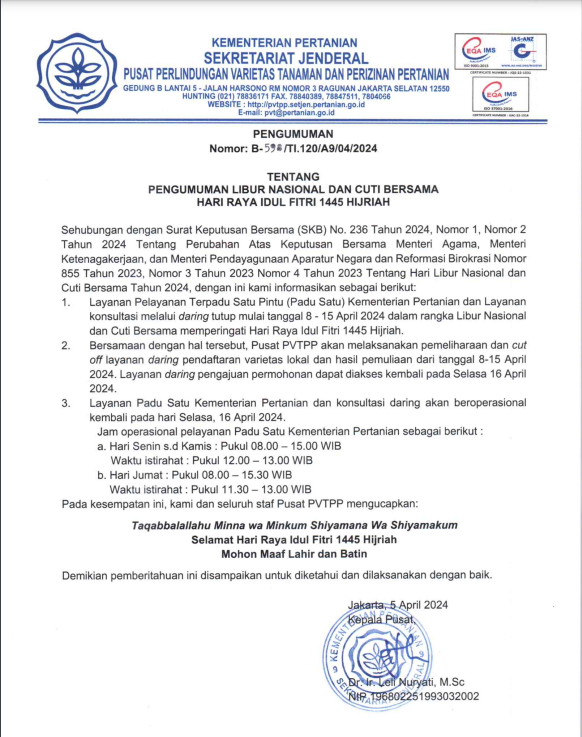 KEMENTERIAN PERTANIAN
SEKRETARIAT JENDERAL
PUSAT PERLINDUNGAN VARIETAS TANAMAN DAN PERIZINAN PERTANIAN
GEDUNG B LANTAI 5 - JALAN HARSONO RM NOMOR 3 RAGUNAN JAKARTA SELATAN 12550
HUNTING (021) 78836171 FAX. 78840389, 78847511, 7804066
WEBSITE : http://pvtpp.setjen.pertanian.go.id
E-mail: pvt@pertanian.go.id
EQA IMS
JAS-ANZ
EQA IMS
PENGUMUMAN
Nomor: B-598/TI.120/A9/04/2024
TENTANG
PENGUMUMAN LIBUR NASIONAL DAN CUTI BERSAMA
HARI RAYA IDUL FITRI 1445 HIJRIAH
Sehubungan dengan Surat Keputusan Bersama (SKB) No. 236 Tahun 2024, Nomor 1, Nomor 2
Tahun 2024 Tentang Perubahan Atas Keputusan Bersama Menteri Agama, Menteri
Ketenagakerjaan, dan Menteri Pendayagunaan Aparatur Negara dan Reformasi Birokrasi Nomor
855 Tahun 2023, Nomor 3 Tahun 2023 Nomor 4 Tahun 2023 Tentang Hari Libur Nasional dan
Cuti Bersama Tahun 2024, dengan ini kami informasikan sebagai berikut:
1. Layanan Pelayanan Terpadu Satu Pintu (Padu Satu) Kementerian Pertanian dan Layanan
konsultasi melalui daring tutup mulai tanggal 8 - 15 April 2024 dalam rangka Libur Nasional
dan Cuti Bersama memperingati Hari Raya Idul Fitri 1445 Hijriah.
2. Bersamaan dengan hal tersebut, Pusat PVTPP akan melaksanakan pemeliharaan dan cut
off layanan daring pendaftaran varietas lokal dan hasil pemuliaan dari tanggal 8-15 April
2024. Layanan daring pengajuan permohonan dapat diakses kembali pada Selasa 16 April
2024.
3. Layanan Padu Satu Kementerian Pertanian dan konsultasi daring akan beroperasional
kembali pada hari Selasa, 16 April 2024.
Jam operasional pelayanan Padu Satu Kementerian Pertanian sebagai berikut :
a. Hari Senin s.d Kamis : Pukul 08.00 – 15.00 WIB
Waktu istirahat : Pukul 12.00 – 13.00 WIB
b. Hari Jumat : Pukul 08.00 – 15.30 WIB
Waktu istirahat : Pukul 11.30 – 13.00 WIB
Pada kesempatan ini, kami dan seluruh staf Pusat PVTPP mengucapkan:
Taqabbalallahu Minna wa Minkum Shiyamana Wa Shiyamakum
Selamat Hari Raya Idul Fitri 1445 Hijriah
Mohon Maaf Lahir dan Batin
Demikian pemberitahuan ini disampaikan untuk diketahui dan dilaksanakan dengan baik.
Jakarta, 5 April 2024
Kepala Pusat,
KEMENTERIAN PERTANIAN
SEKRETARIAT JENDERAL
Dr. Ir. Leli Nuryati, M.Sc
NIP 196802251993032002